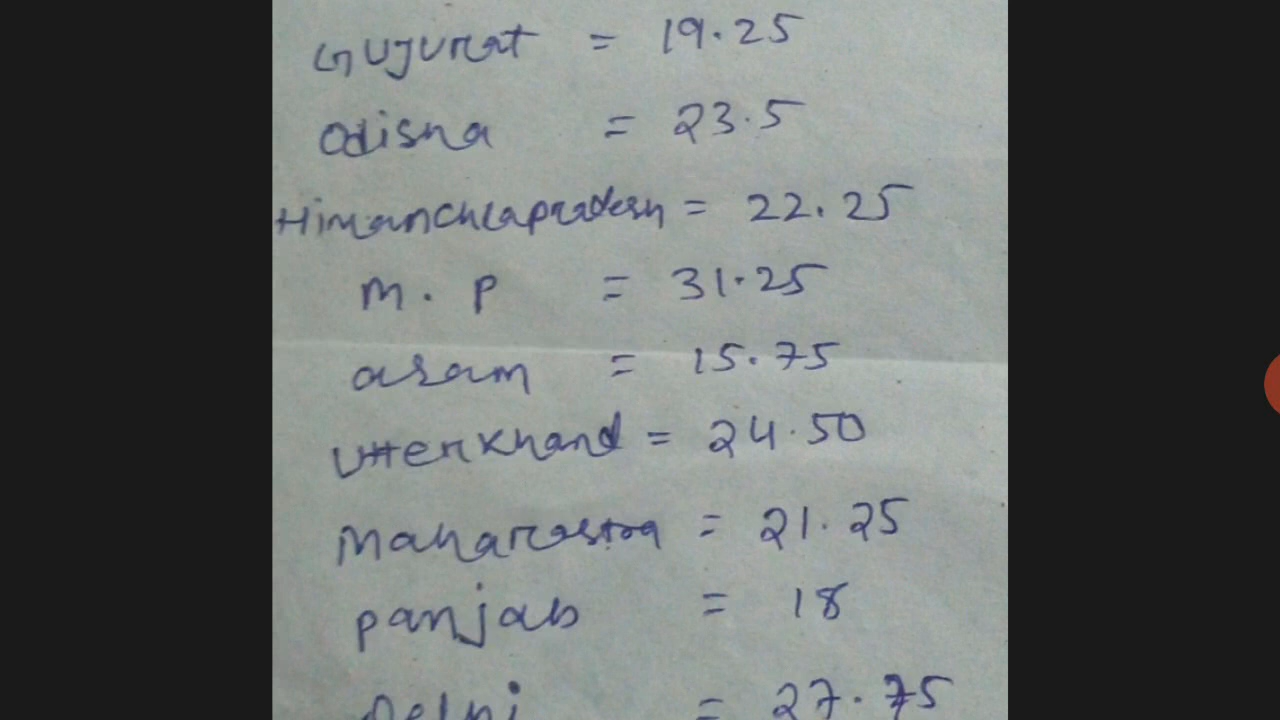 Gujurat = 19.25
Odisha = 23.5
Himanchlapradesh = 22.25
M.P = 31.25
asam = 15.75
Utterkhand = 24.50
Maharastra = 21.25
Panjab = 18
Delhi = 27.75